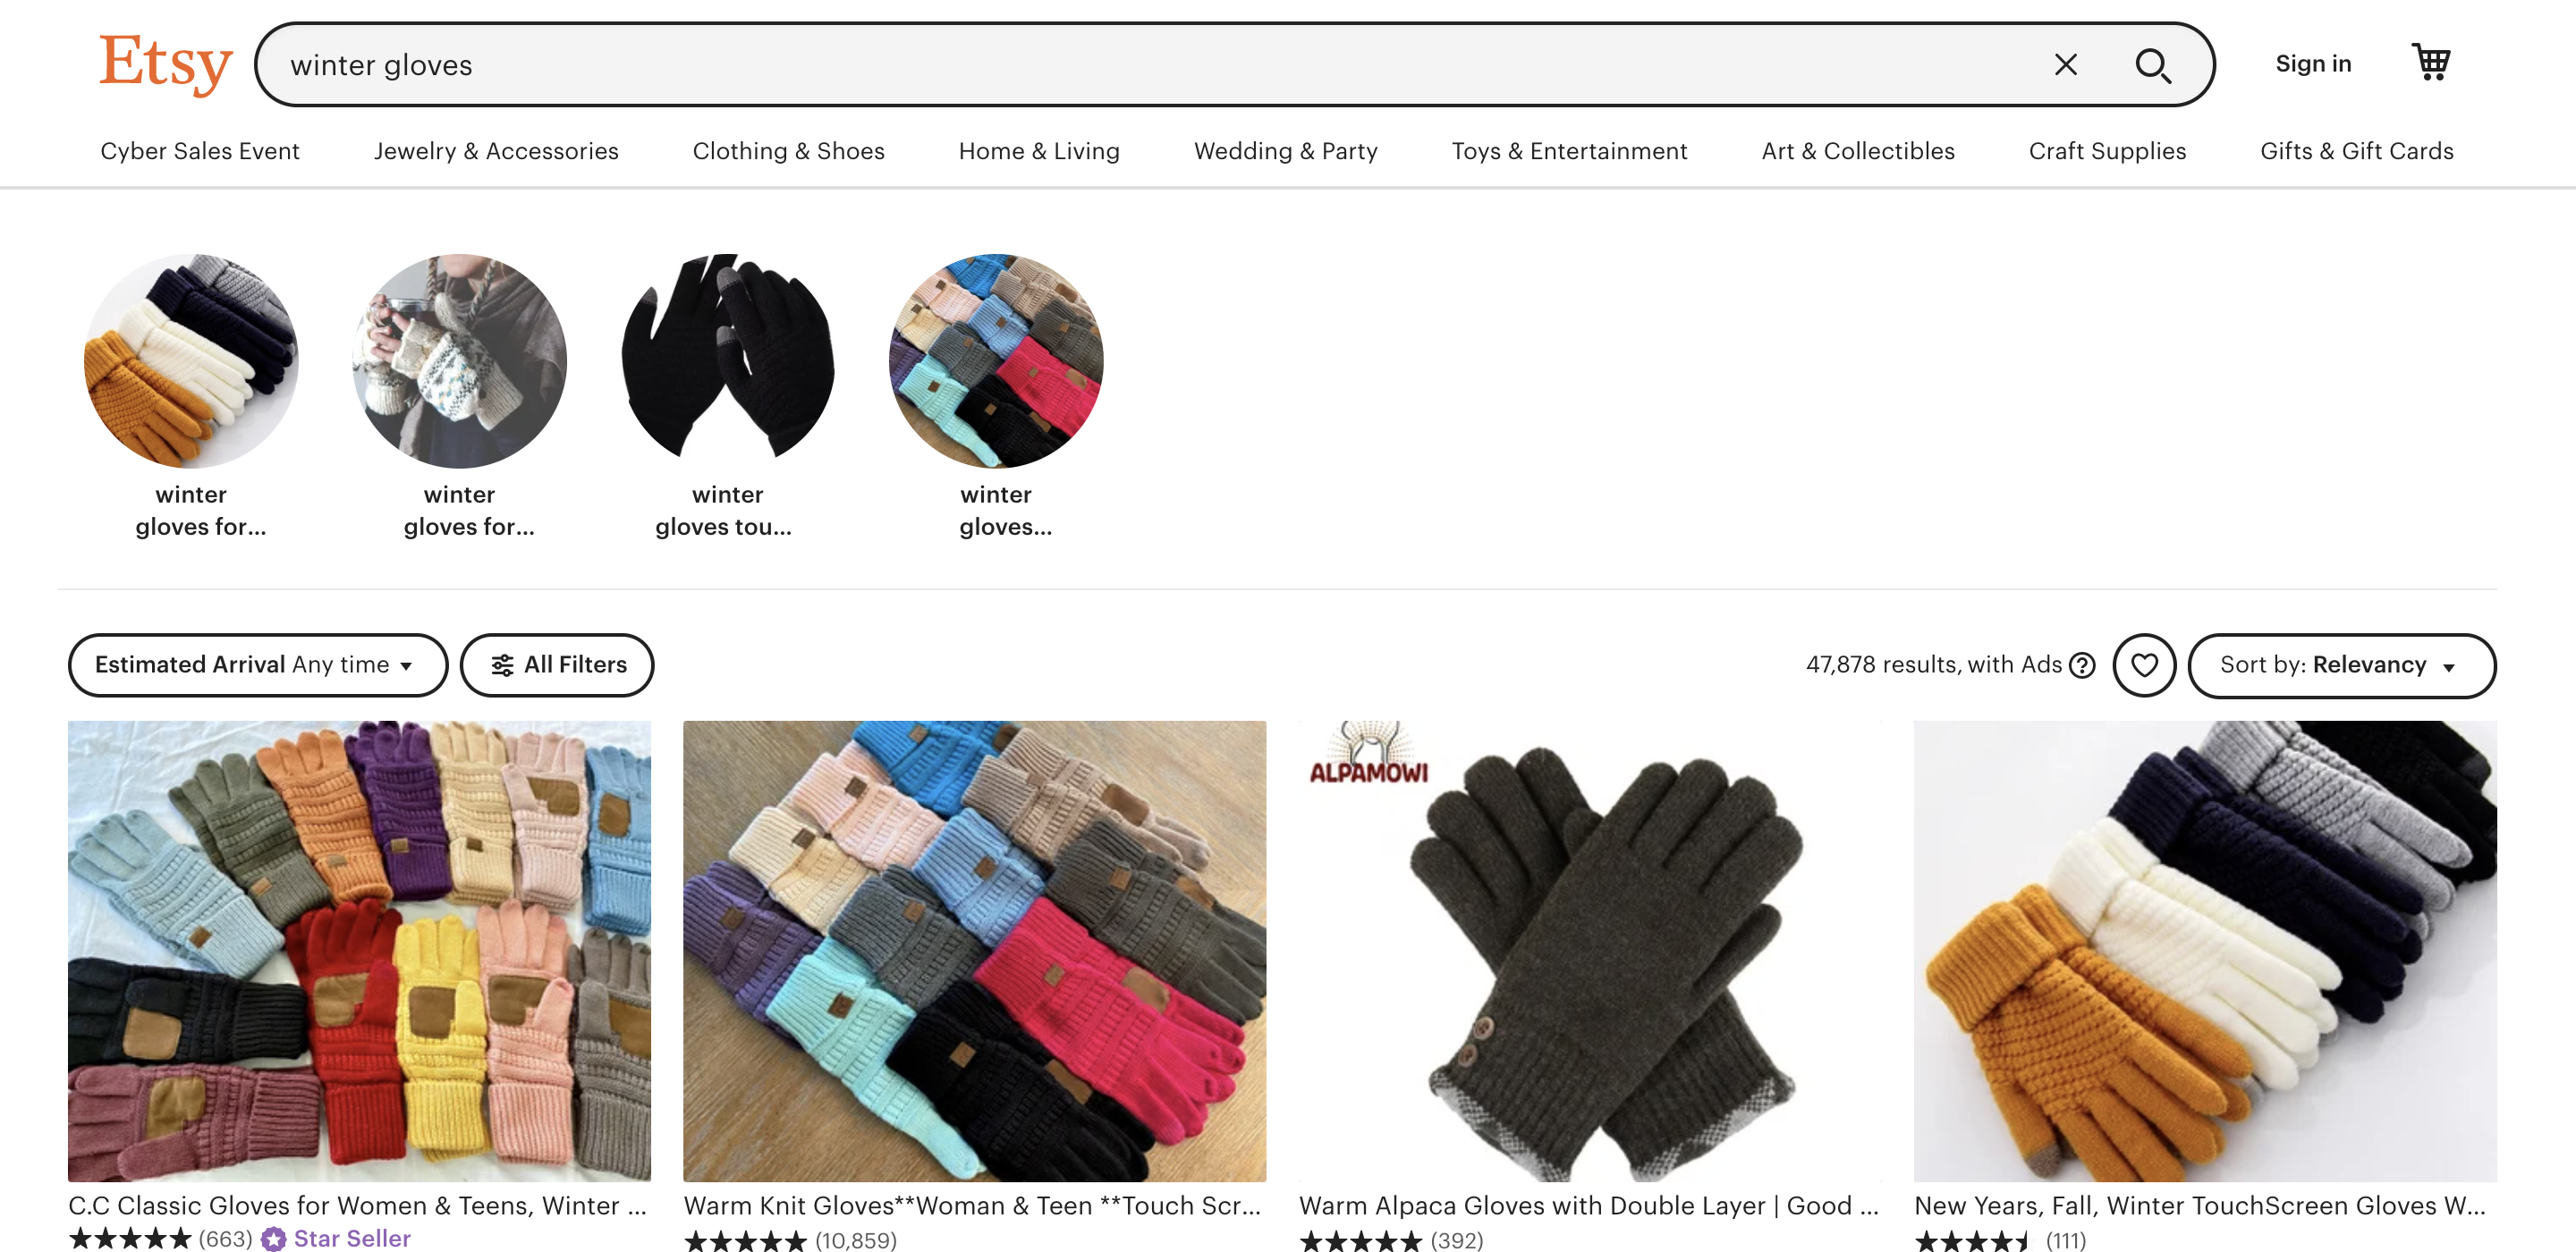 Etsy
winter gloves
Sign in
Cyber Sales Event
Jewelry & Accessories
Clothing & Shoes
Home & Living
Wedding & Party
Toys & Entertainment
Art & Collectibles
Craft Supplies
Gifts & Gift Cards
winter
gloves for...
winter
gloves for...
winter
gloves tou...
winter
gloves...
Estimated Arrival Any time
All Filters
47,878 results, with Ads
Sort by: Relevancy
ALPAMOWI
C.C Classic Gloves for Women & Teens, Winter ...
(663) Star Seller
Warm Knit Gloves**Woman & Teen **Touch Scr...
(10,859)
Warm Alpaca Gloves with Double Layer | Good ...
(392)
New Years, Fall, Winter TouchScreen Gloves W...
(111)